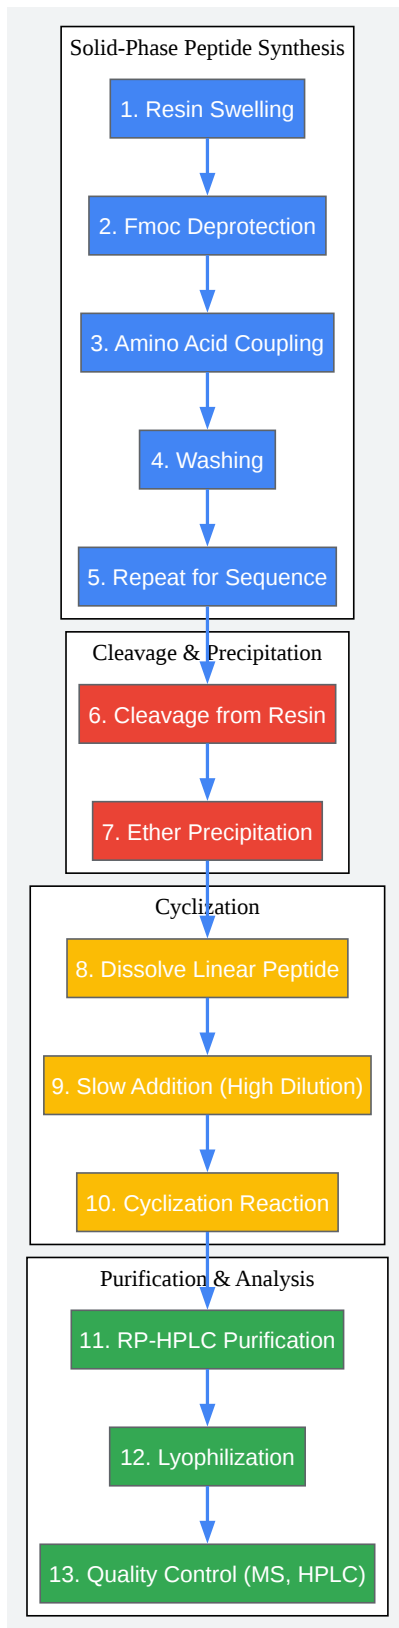 Solid-Phase Peptide Synthesis
1. Resin Swelling
2. Fmoc Deprotection
3. Amino Acid Coupling
4. Washing
5. Repeat for Sequence
Cleavage & Precipitation
6. Cleavage from Resin
7. Ether Precipitation
Cyclization
8. Dissolve Linear Peptide
9. Slow Addition (High Dilution)
10. Cyclization Reaction
Purification & Analysis
11. RP-HPLC Purification
12. Lyophilization
13. Quality Control (MS, HPLC)